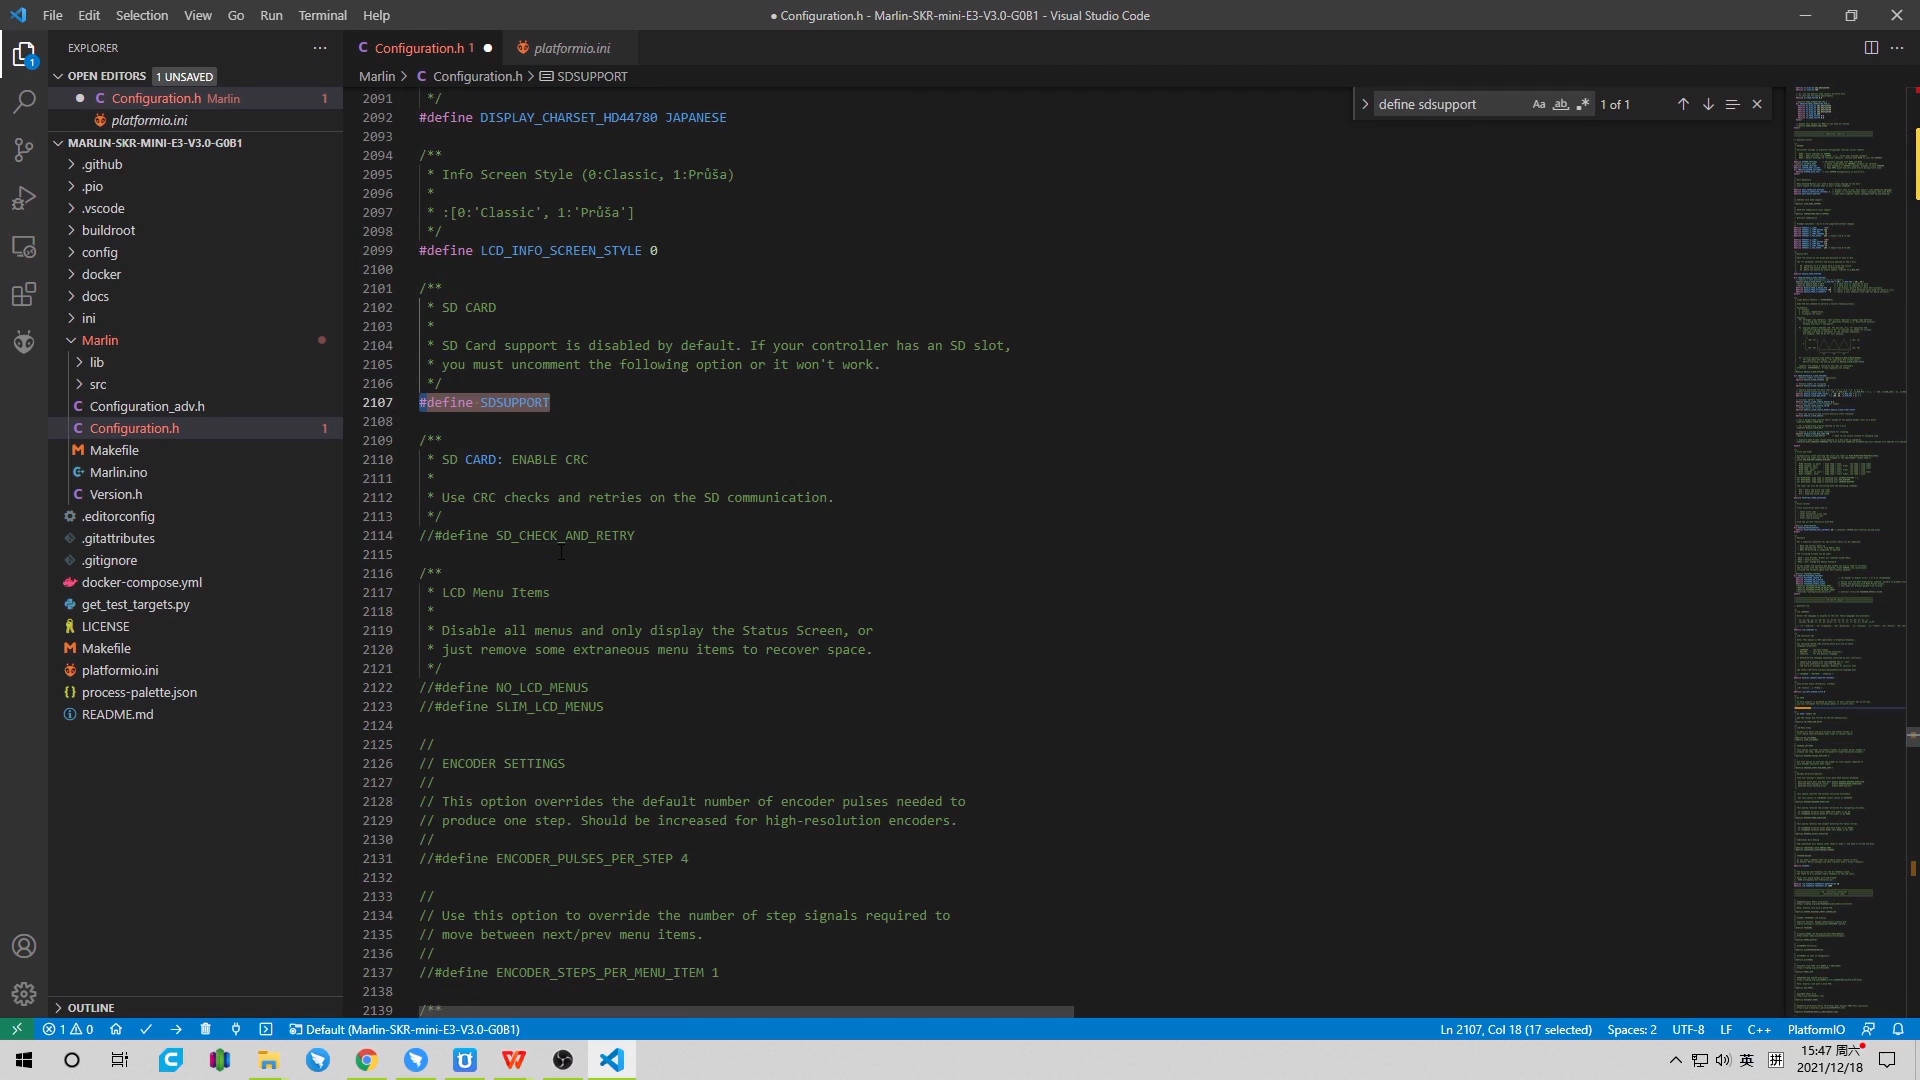 File Edit Selection View Go Run Terminal Help
● Configuration.h - Marlin-SKR-mini-E3-V3.0-G0B1 - Visual Studio Code
EXPLORER
OPEN EDITORS 1 UNSAVED
Configuration.h Marlin 1
platformio.ini
MARLIN-SKR-MINI-E3-V3.0-G0B1
.github
.pio
.vscode
buildroot
config
docker
docs
ini
Marlin
lib
src
Configuration_adv.h
Configuration.h 1
Makefile
Marlin.ino
Version.h
.editorconfig
.gitattributes
.gitignore
docker-compose.yml
get_test_targets.py
LICENSE
Makefile
platformio.ini
process-palette.json
README.md
OUTLINE
Configuration.h 1 platformio.ini
Marlin > Configuration.h > SDSUPPORT
define sdsupport 1 of 1
2091 */
2092 #define DISPLAY_CHARSET_HD44780 JAPANESE
2093
2094 /**
2095 * Info Screen Style (0:Classic, 1:Průša)
2096 *
2097 * :[0:'Classic', 1:'Průša']
2098 */
2099 #define LCD_INFO_SCREEN_STYLE 0
2100
2101 /**
2102 * SD CARD
2103 *
2104 * SD Card support is disabled by default. If your controller has an SD slot,
2105 * you must uncomment the following option or it won't work.
2106 */
2107 #define SDSUPPORT
2108
2109 /**
2110 * SD CARD: ENABLE CRC
2111 *
2112 * Use CRC checks and retries on the SD communication.
2113 */
2114 //#define SD_CHECK_AND_RETRY
2115
2116 /**
2117 * LCD Menu Items
2118 *
2119 * Disable all menus and only display the Status Screen, or
2120 * just remove some extraneous menu items to recover space.
2121 */
2122 //#define NO_LCD_MENUS
2123 //#define SLIM_LCD_MENUS
2124
2125 //
2126 // ENCODER SETTINGS
2127 //
2128 // This option overrides the default number of encoder pulses needed to
2129 // produce one step. Should be increased for high-resolution encoders.
2130 //
2131 //#define ENCODER_PULSES_PER_STEP 4
2132
2133 //
2134 // Use this option to override the number of step signals required to
2135 // move between next/prev menu items.
2136 //
2137 //#define ENCODER_STEPS_PER_MENU_ITEM 1
2138
2139 /**
1 0 Default (Marlin-SKR-mini-E3-V3.0-G0B1)
Ln 2107, Col 18 (17 selected) Spaces: 2 UTF-8 LF C++ PlatformIO
英 拼 15:47 周六
2021/12/18